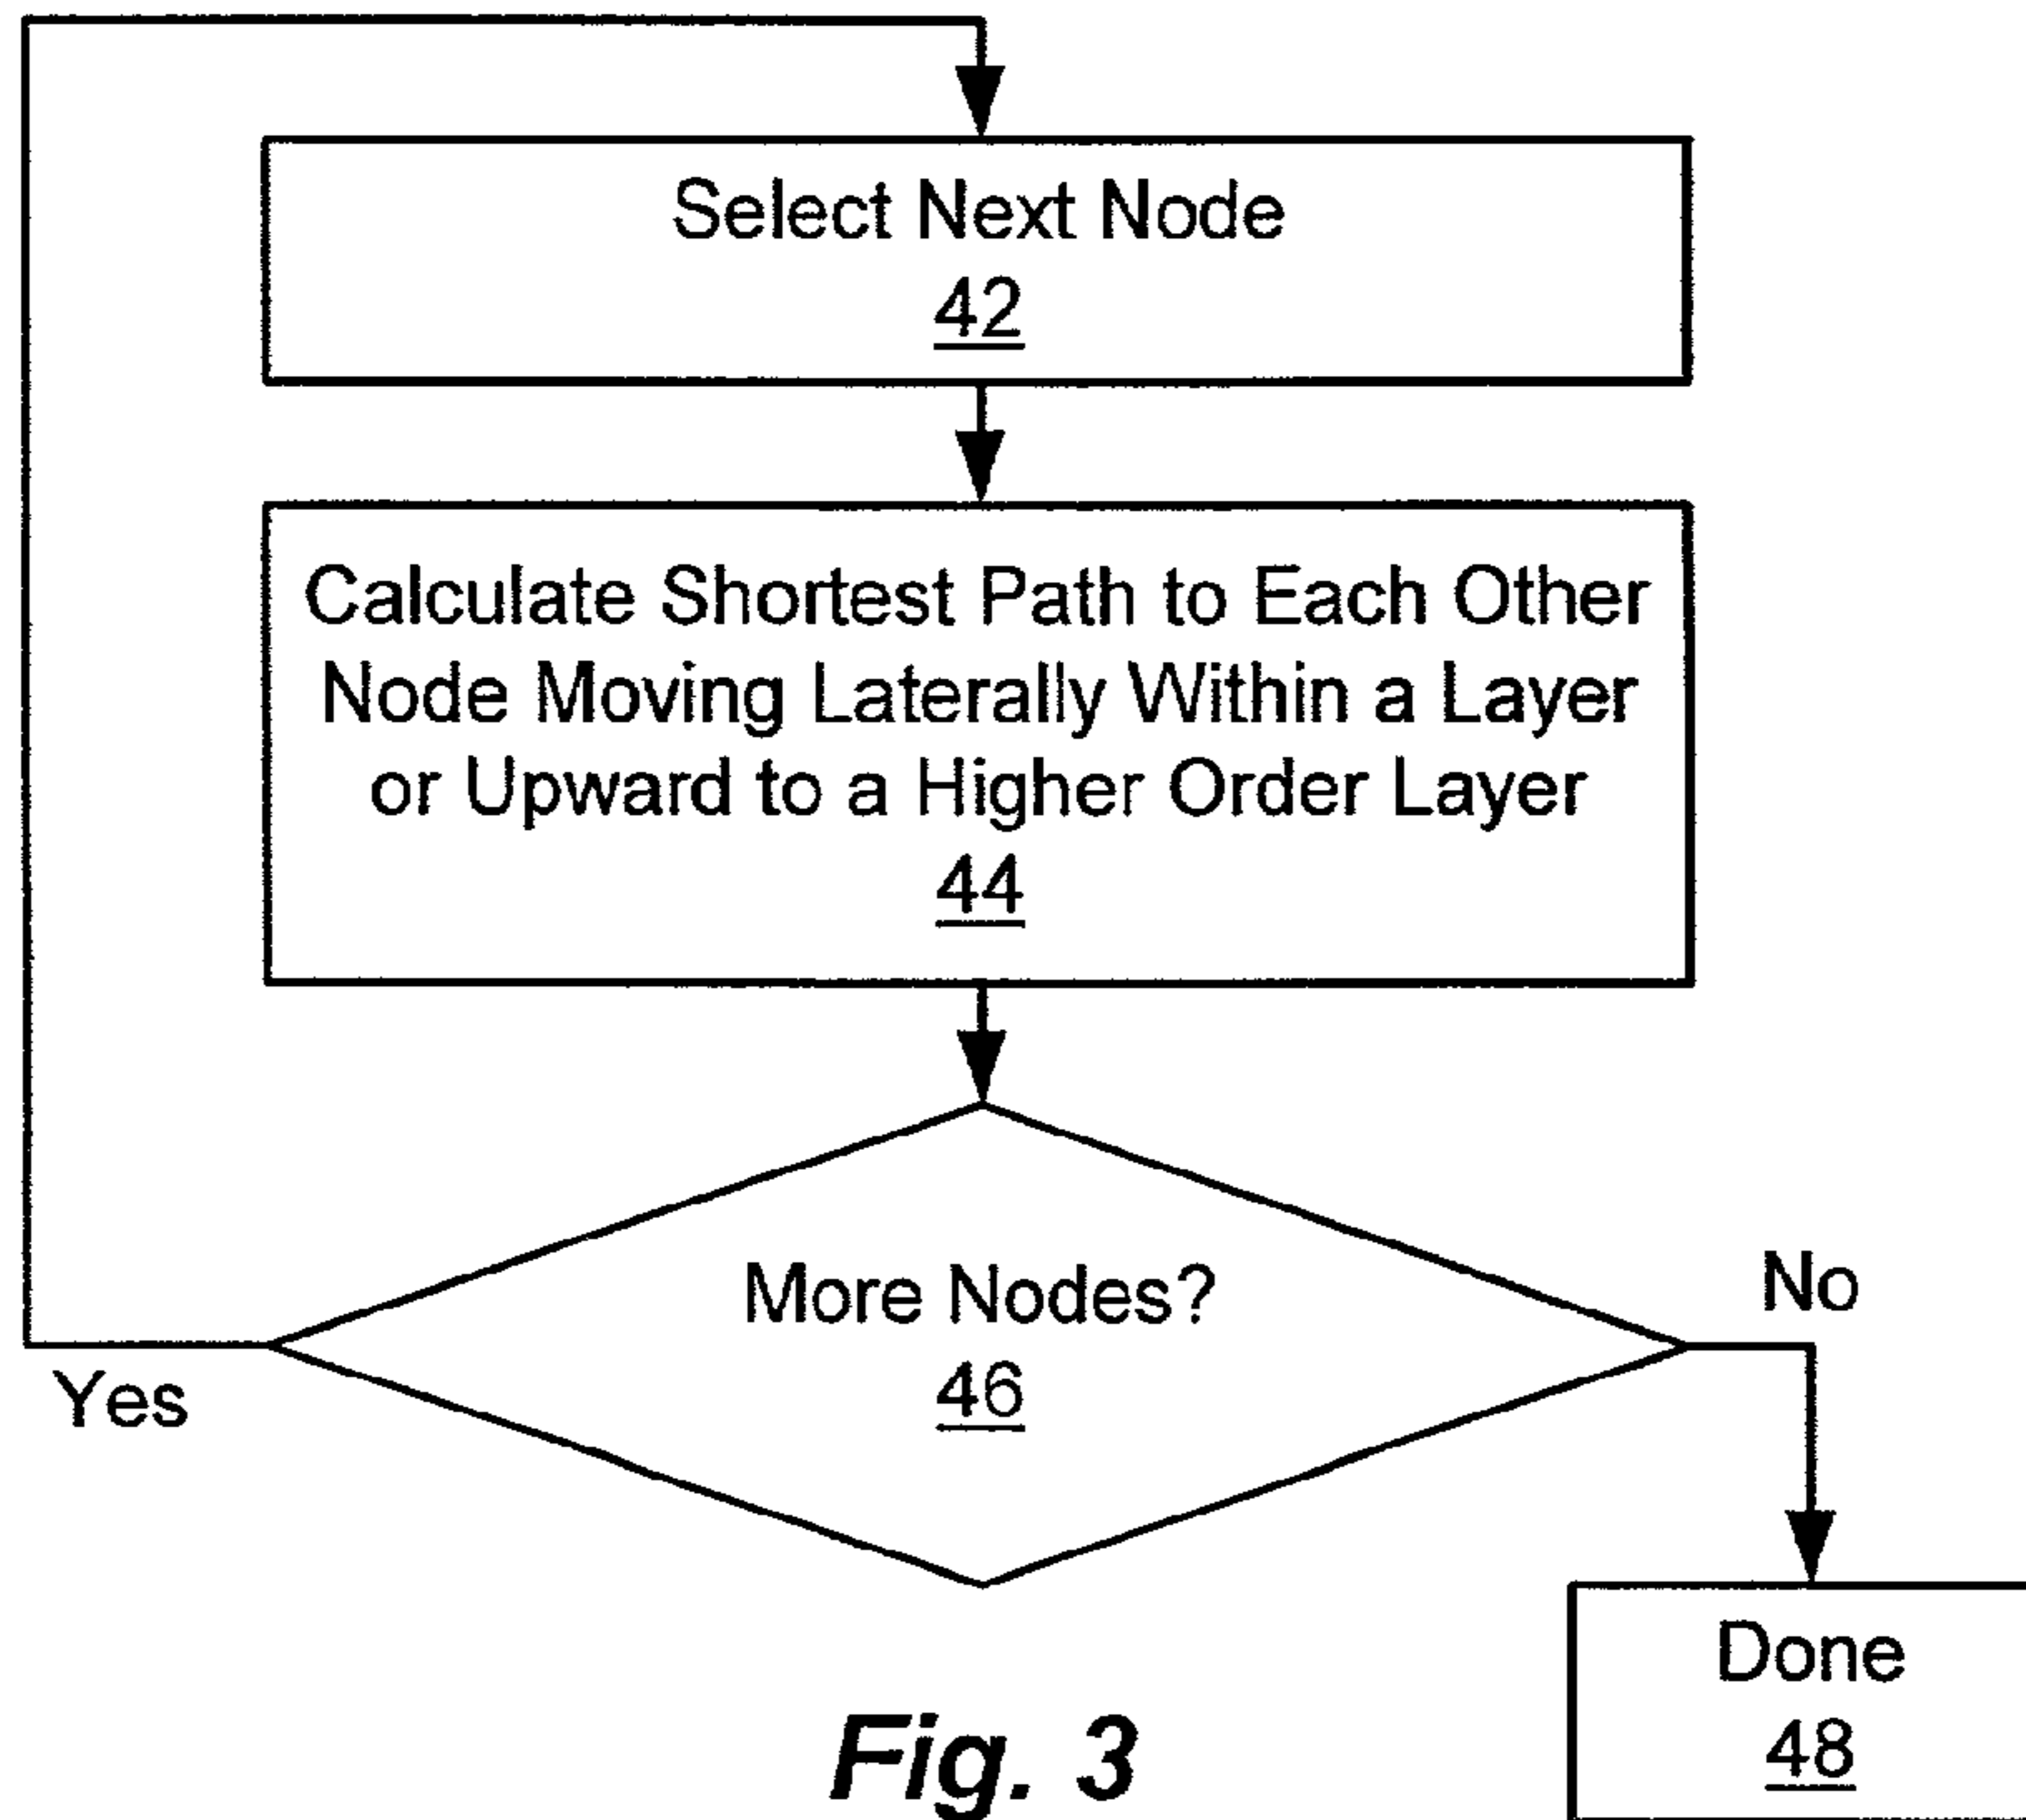 Select Next Node
42
Calculate Shortest Path to Each Other
Node Moving Laterally Within a Layer
or Upward to a Higher Order Layer
44
More Nodes?
46
Yes
No
Done
48
Fig. 3